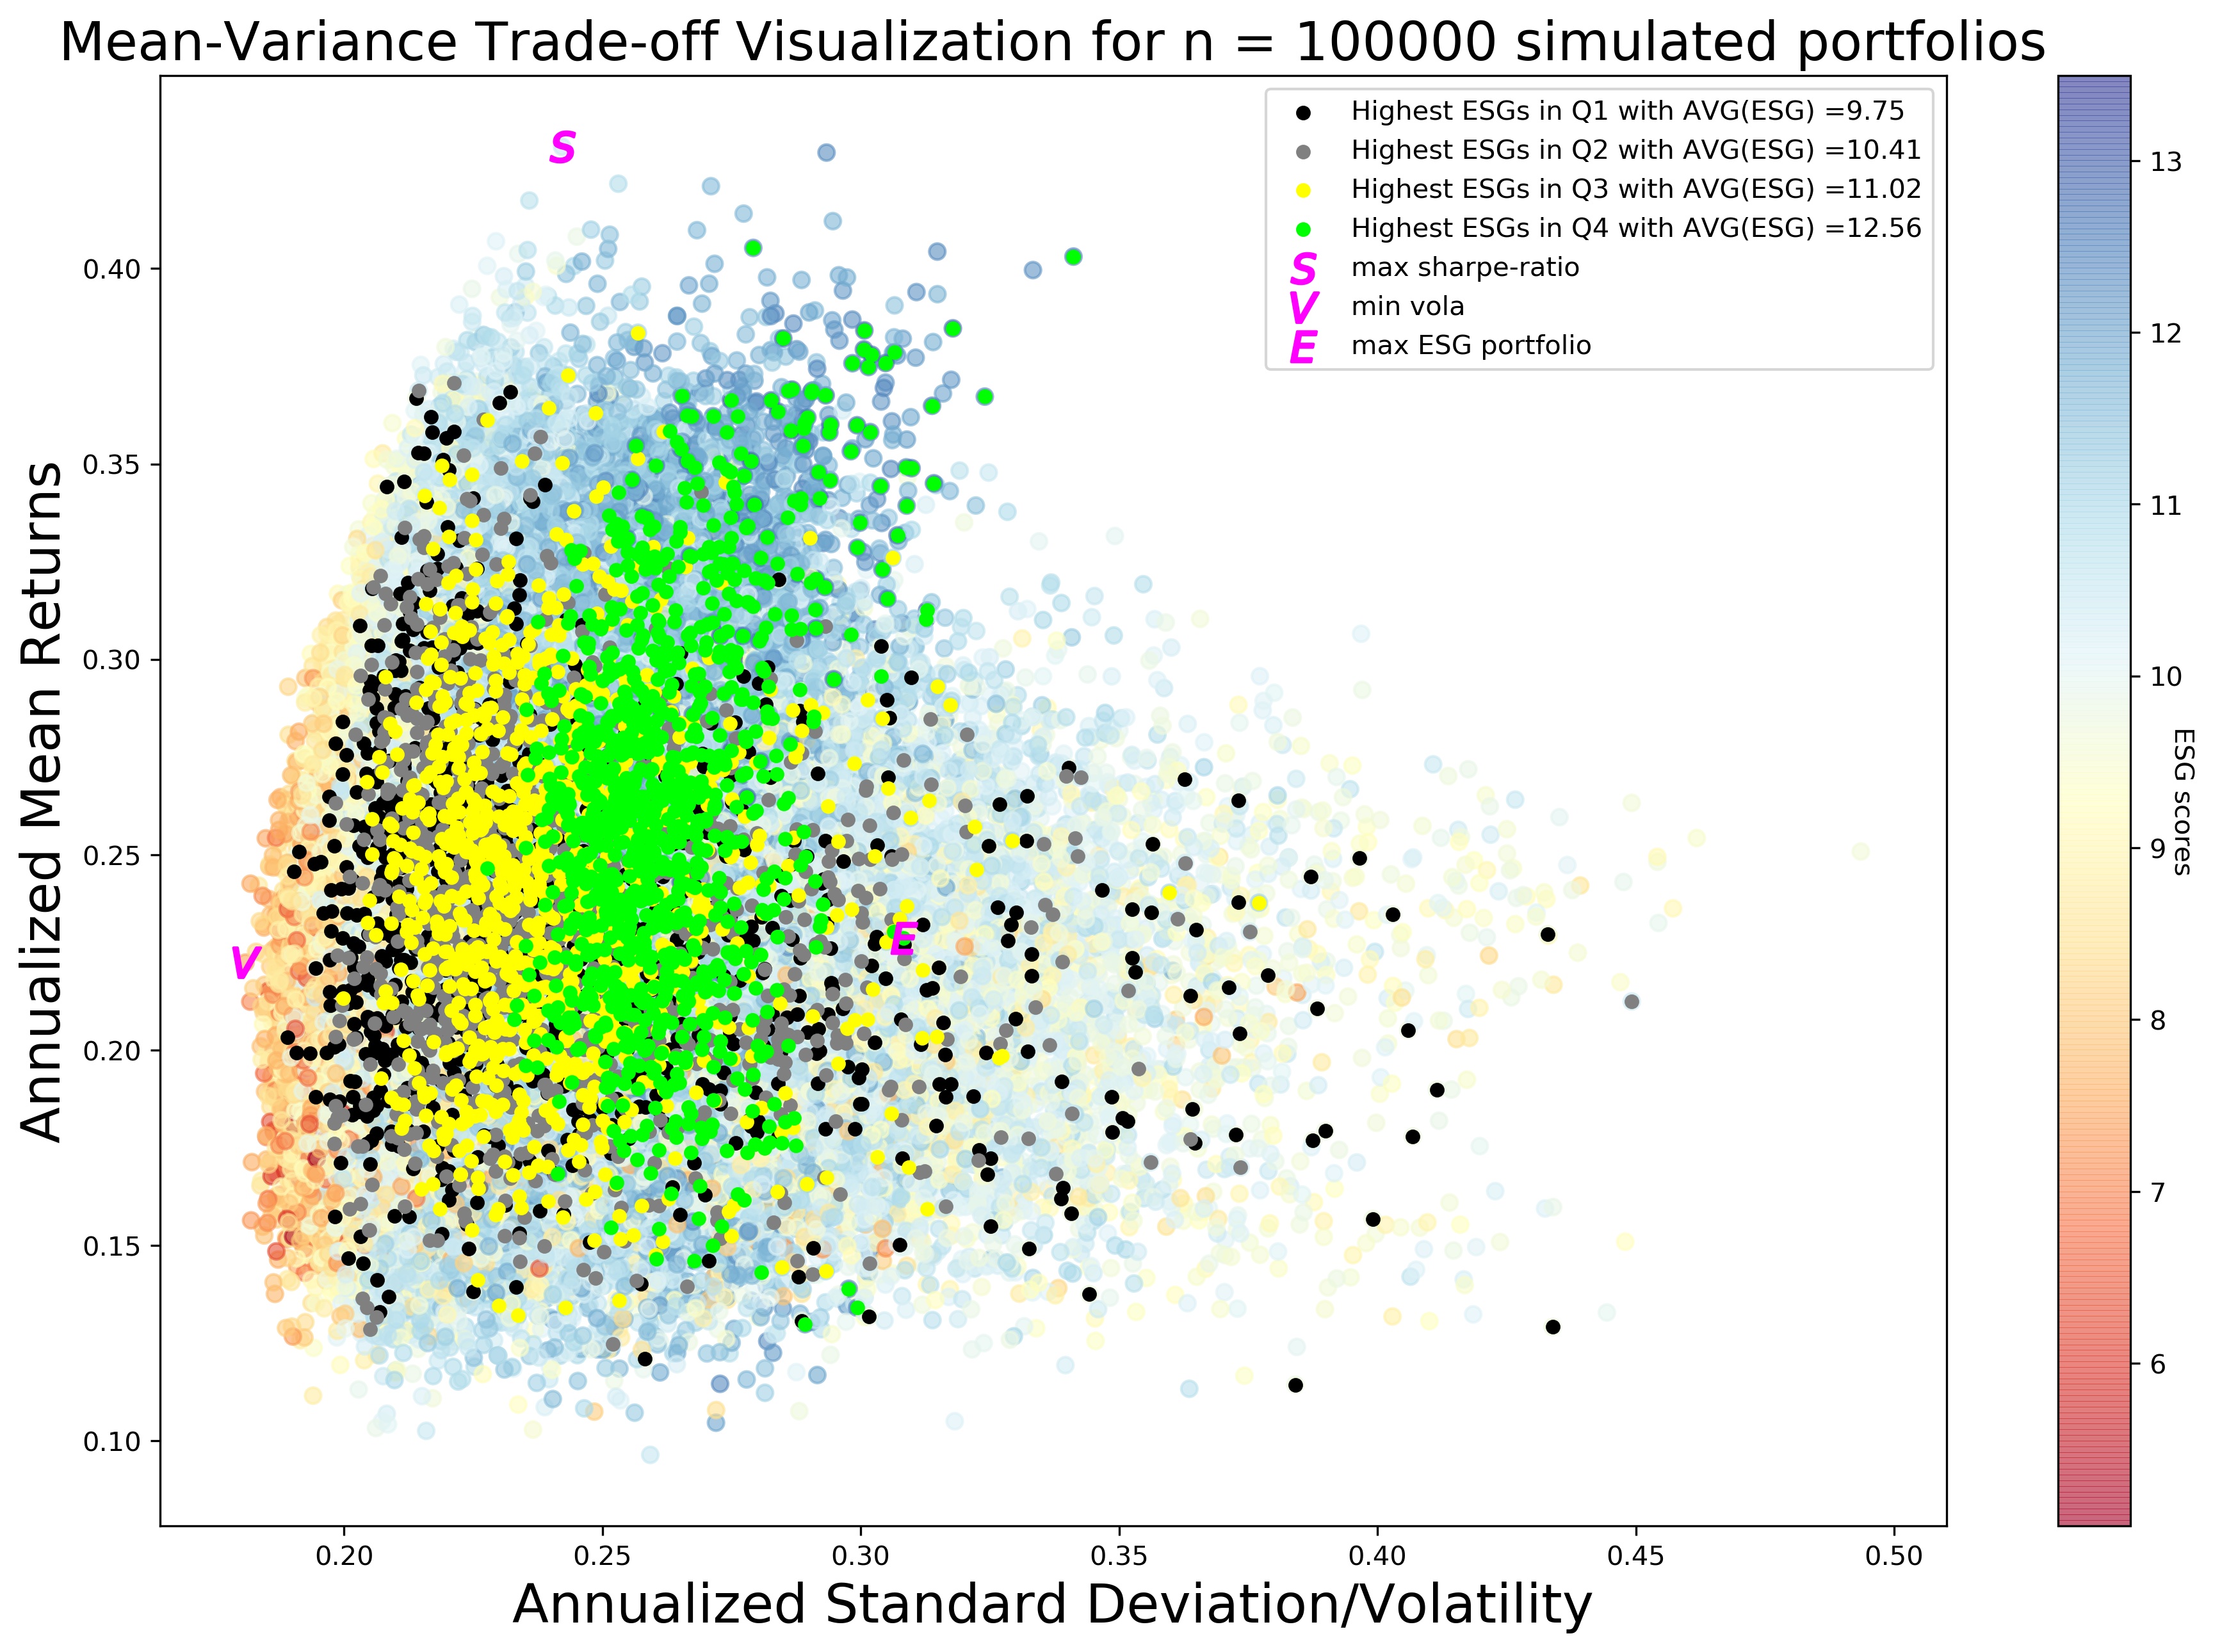 Mean-Variance Trade-off Visualization for n = 100000 simulated portfolios
Highest ESGs in Q1 with AVG(ESG) =9.75
Highest ESGs in Q2 with AVG(ESG) =10.41
Highest ESGs in Q3 with AVG(ESG) =11.02
Highest ESGs in Q4 with AVG(ESG) =12.56
S max sharpe-ratio
V min vola
E max ESG portfolio
S
V
E
Annualized Mean Returns
0.40
0.35
0.30
0.25
0.20
0.15
0.10
0.20 0.25 0.30 0.35 0.40 0.45 0.50
Annualized Standard Deviation/Volatility
13
12
11
10
9
8
7
6
ESG scores